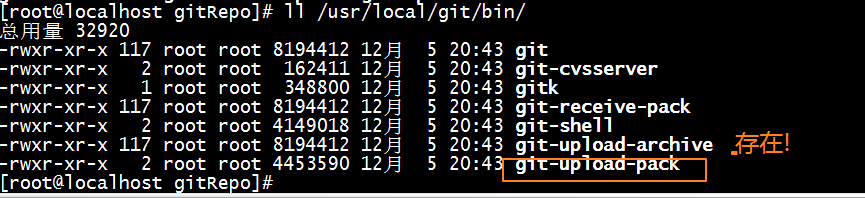 [root@localhost gitRepo]# ll /usr/local/git/bin/
总用量 32920
-rwxr-xr-x 117 root root 8194412 12月  5 20:43 git
-rwxr-xr-x   2 root root  162411 12月  5 20:43 git-cvsserver
-rwxr-xr-x   1 root root  348800 12月  5 20:43 gitk
-rwxr-xr-x 117 root root 8194412 12月  5 20:43 git-receive-pack
-rwxr-xr-x   2 root root 4149018 12月  5 20:43 git-shell
-rwxr-xr-x 117 root root 8194412 12月  5 20:43 git-upload-archive
存在!
-rwxr-xr-x   2 root root 4453590 12月  5 20:43 git-upload-pack
[root@localhost gitRepo]#